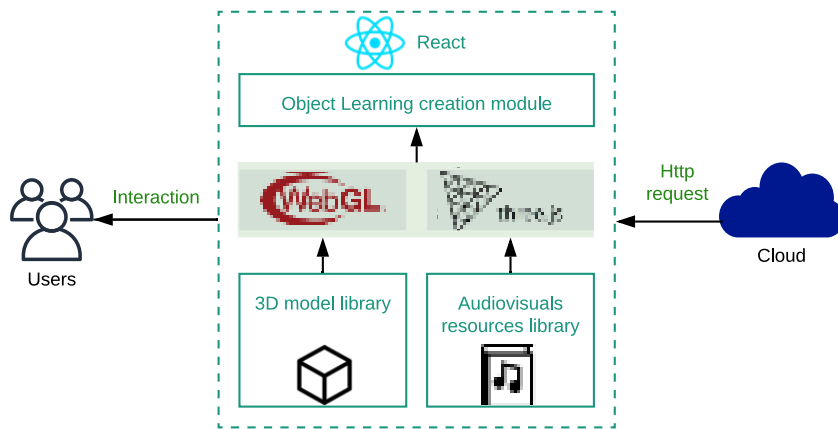 React
Object Learning creation module
Interaction
WebGL
three.js
Http
request
Users
Cloud
3D model library
Audiovisuals
resources library